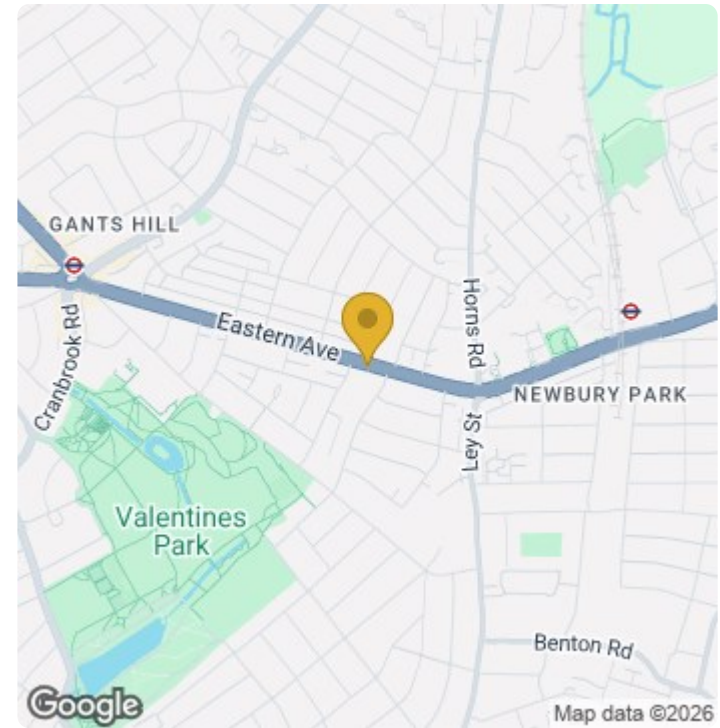 GANTS HILL
Eastern Ave
Cranbrook Rd
Horns Rd
NEWBURY PARK
Ley St
Valentines
Park
Benton Rd
Google
Map data ©2026